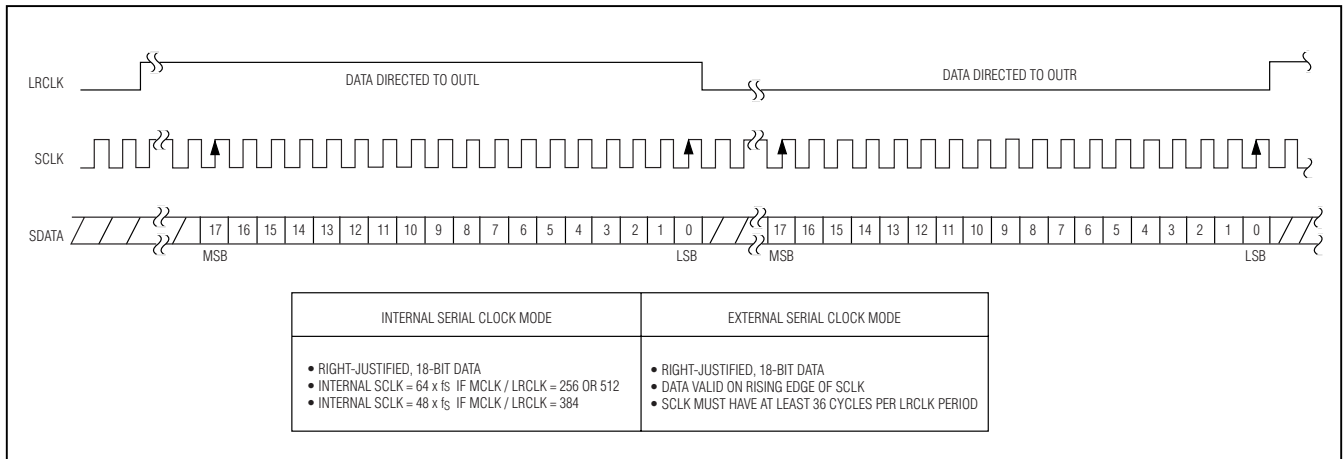 LRCLK
DATA DIRECTED TO OUTL
DATA DIRECTED TO OUTR
SCLK
SDATA
17 16 15 14 13 12 11 10 9 8 7 6 5 4 3 2 1 0
17 16 15 14 13 12 11 10 9 8 7 6 5 4 3 2 1 0
MSB
LSB
MSB
LSB
INTERNAL SERIAL CLOCK MODE
• RIGHT-JUSTIFIED, 18-BIT DATA
• INTERNAL SCLK = 64 x fS IF MCLK / LRCLK = 256 OR 512
• INTERNAL SCLK = 48 x fS IF MCLK / LRCLK = 384
EXTERNAL SERIAL CLOCK MODE
• RIGHT-JUSTIFIED, 18-BIT DATA
• DATA VALID ON RISING EDGE OF SCLK
• SCLK MUST HAVE AT LEAST 36 CYCLES PER LRCLK PERIOD